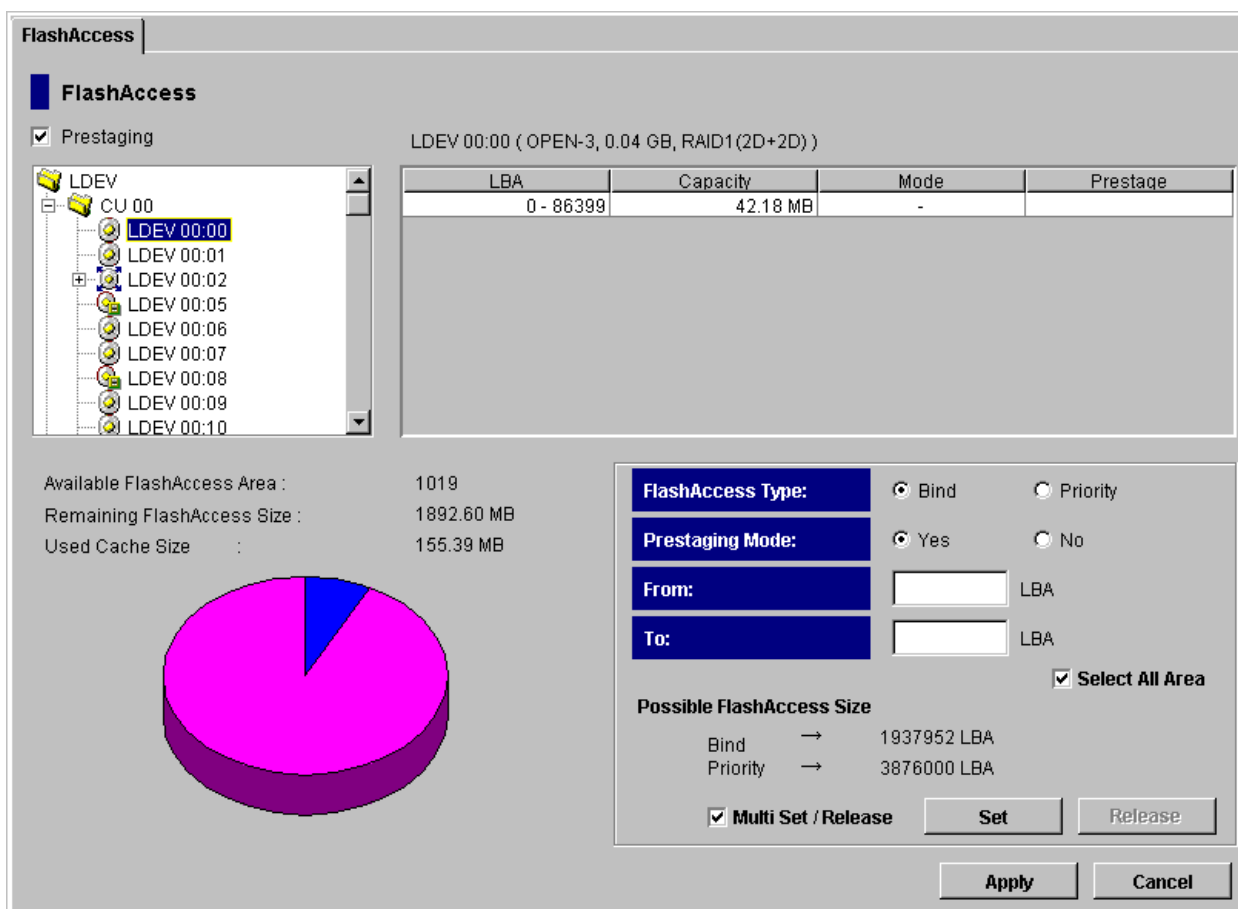 FlashAccess
FlashAccess
Prestaging
LDEV 00:00 ( OPEN-3, 0.04 GB, RAID1(2D+2D) )
LDEV
CU 00
LDEV 00:00
LDEV 00:01
LDEV 00:02
LDEV 00:05
LDEV 00:06
LDEV 00:07
LDEV 00:08
LDEV 00:09
LDEV 00:10
LBA Capacity Mode Prestage
0 - 86399 42.18 MB -
Available FlashAccess Area : 1019
Remaining FlashAccess Size : 1892.60 MB
Used Cache Size : 155.39 MB
FlashAccess Type: Bind Priority
Prestaging Mode: Yes No
From: LBA
To: LBA
Select All Area
Possible FlashAccess Size
Bind → 1937952 LBA
Priority → 3876000 LBA
Multi Set / Release Set Release
Apply Cancel